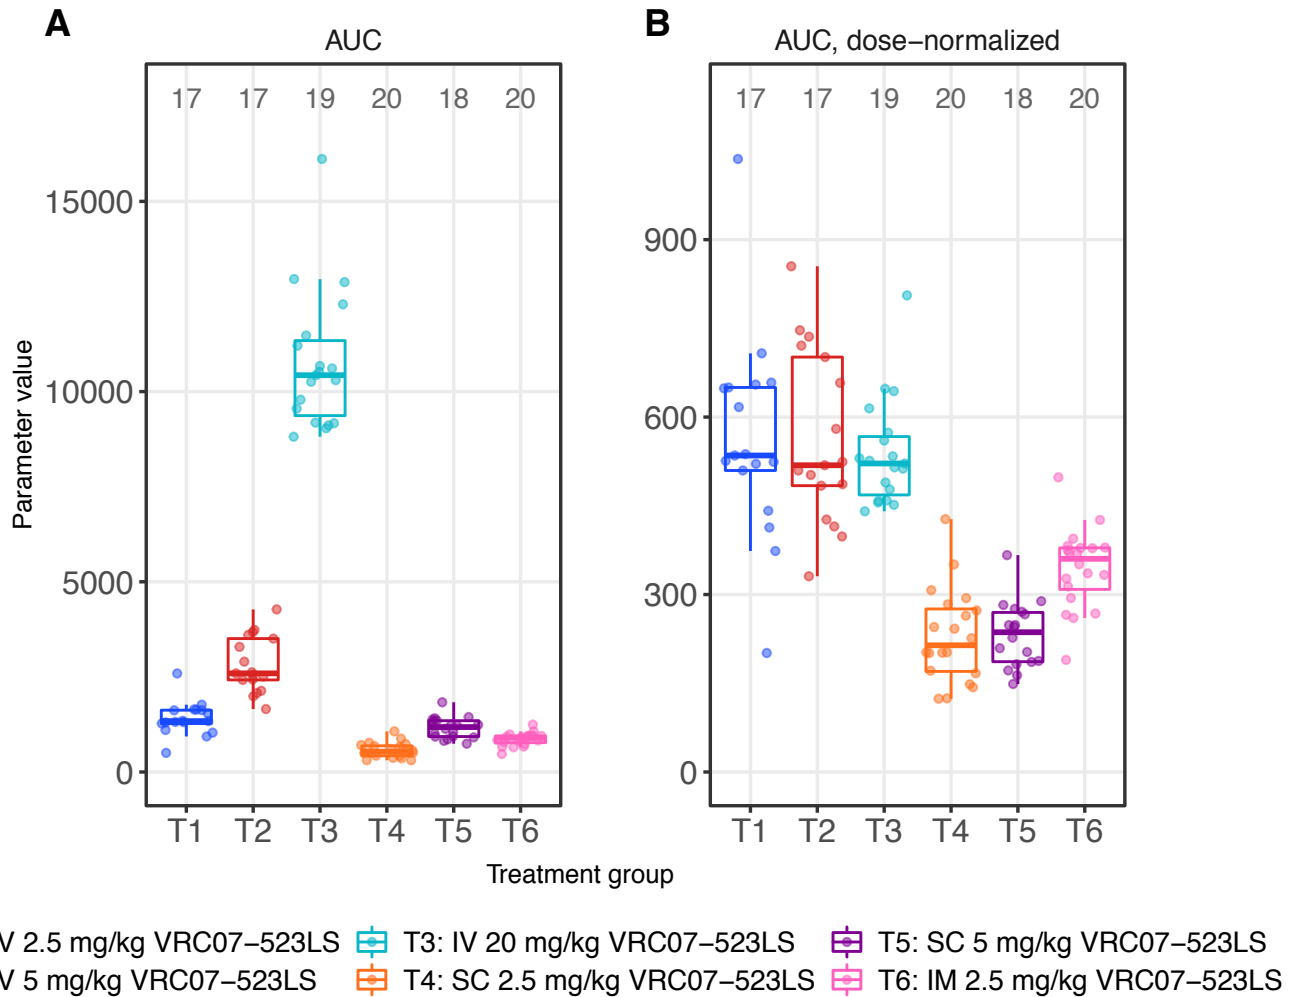 A
AUC
17 17 19 20 18 20
15000
10000
5000
0
T1 T2 T3 T4 T5 T6
Parameter value
B
AUC, dose−normalized
17 17 19 20 18 20
900
600
300
0
T1 T2 T3 T4 T5 T6
Treatment group
V 2.5 mg/kg VRC07−523LS
T3: IV 20 mg/kg VRC07−523LS
T5: SC 5 mg/kg VRC07−523LS
V 5 mg/kg VRC07−523LS
T4: SC 2.5 mg/kg VRC07−523LS
T6: IM 2.5 mg/kg VRC07−523LS